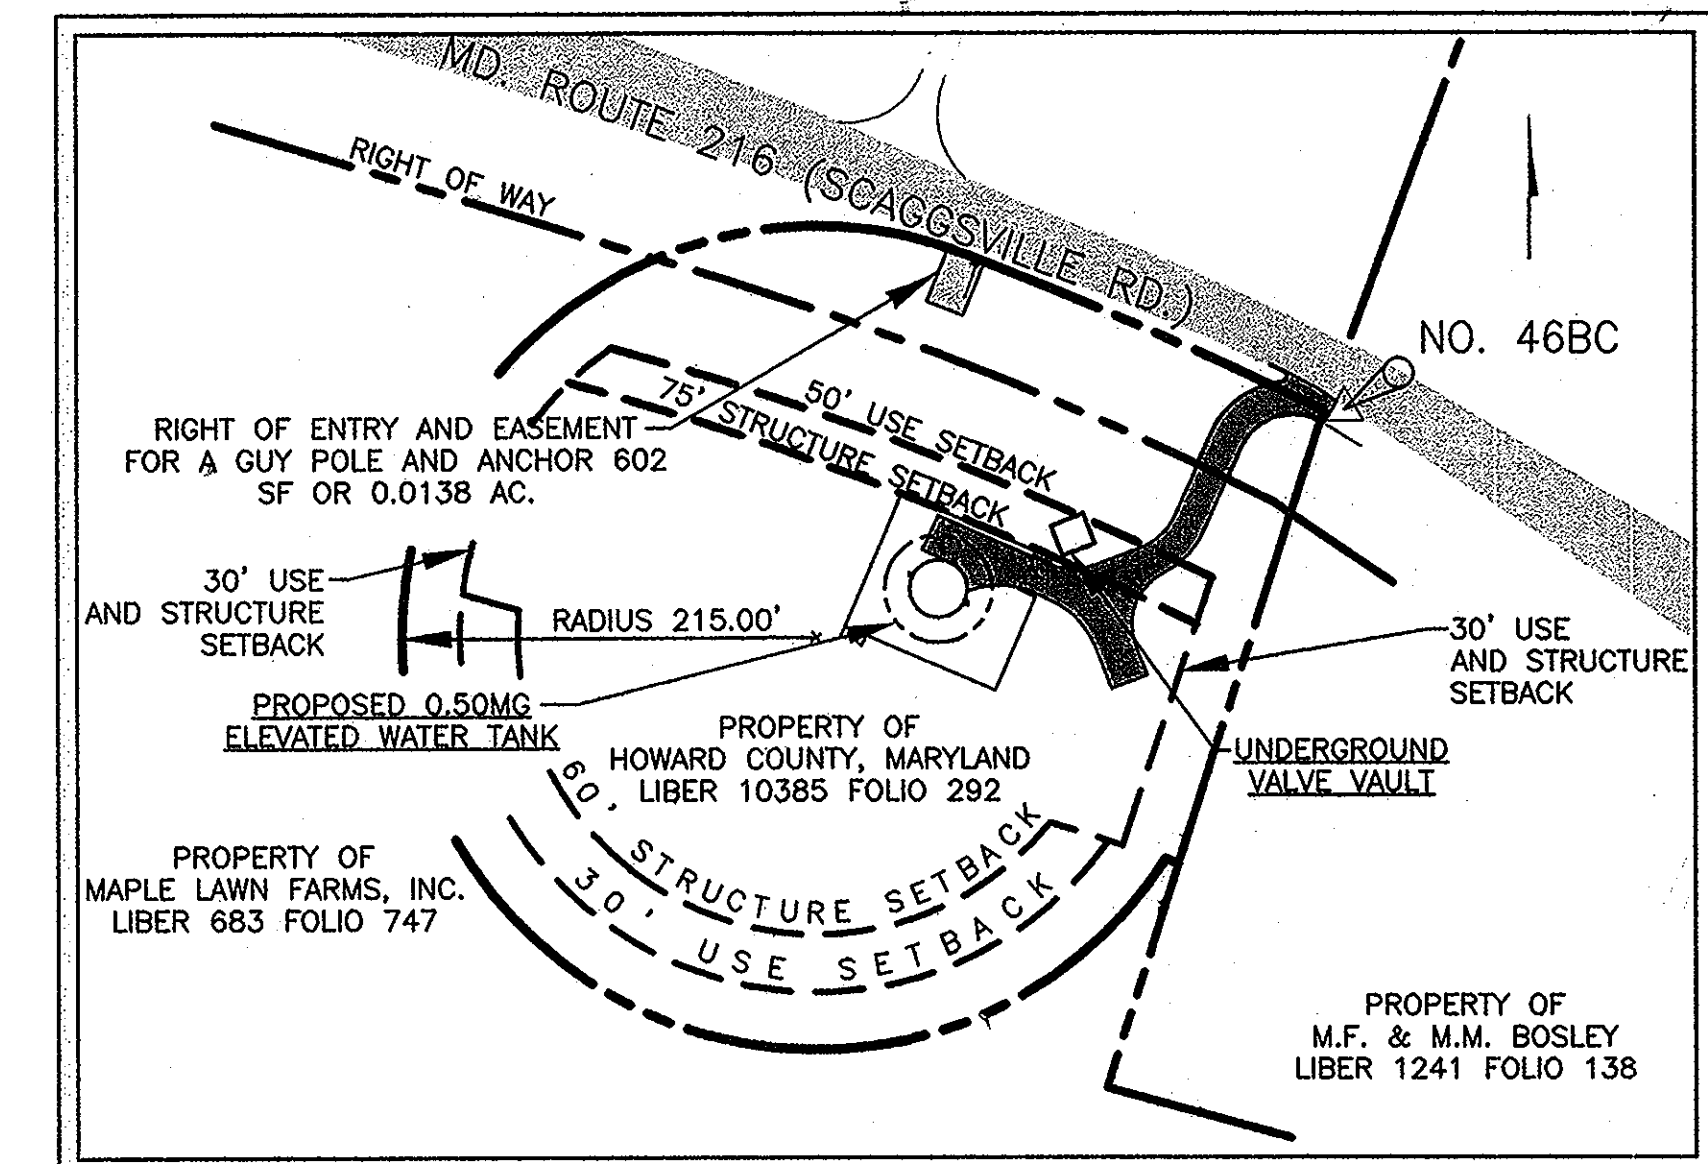 MD. ROUTE 216 (SCAGGSVILLE RD.)
RIGHT OF WAY
NO. 46BC
50' USE SETBACK
75' STRUCTURE SETBACK
RIGHT OF ENTRY AND EASEMENT
FOR A GUY POLE AND ANCHOR 602
SF OR 0.0138 AC.
30' USE
AND STRUCTURE
SETBACK
RADIUS 215.00'
30' USE
AND STRUCTURE
SETBACK
PROPOSED 0.50MG
ELEVATED WATER TANK
PROPERTY OF
HOWARD COUNTY, MARYLAND
LIBER 10385 FOLIO 292
UNDERGROUND
VALVE VAULT
60' STRUCTURE SETBACK
30' USE SETBACK
PROPERTY OF
MAPLE LAWN FARMS, INC.
LIBER 683 FOLIO 747
PROPERTY OF
M.F. & M.M. BOSLEY
LIBER 1241 FOLIO 138